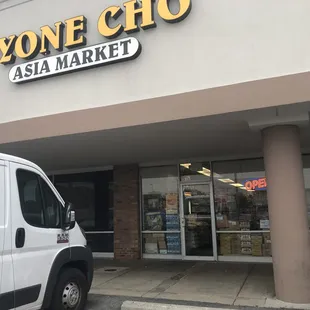 YONE CHO
ASIA MARKET
OPEN